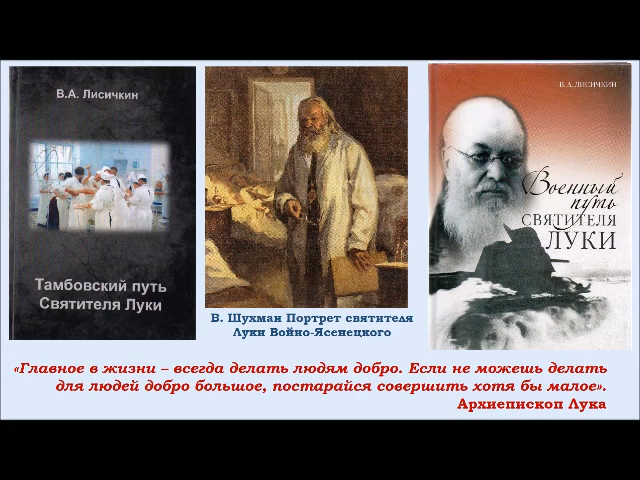 В.А. Лисичкин
Тамбовский путь
Святителя Луки
В. Шухман Портрет святителя
Луки Войно-Ясенецкого
В.А. ЛИСИЧКИН
Военный
путь
СВЯТИТЕЛЯ
ЛУКИ
«Главное в жизни – всегда делать людям добро. Если не можешь делать
для людей добро большое, постарайся совершить хотя бы малое».
Архиепископ Лука